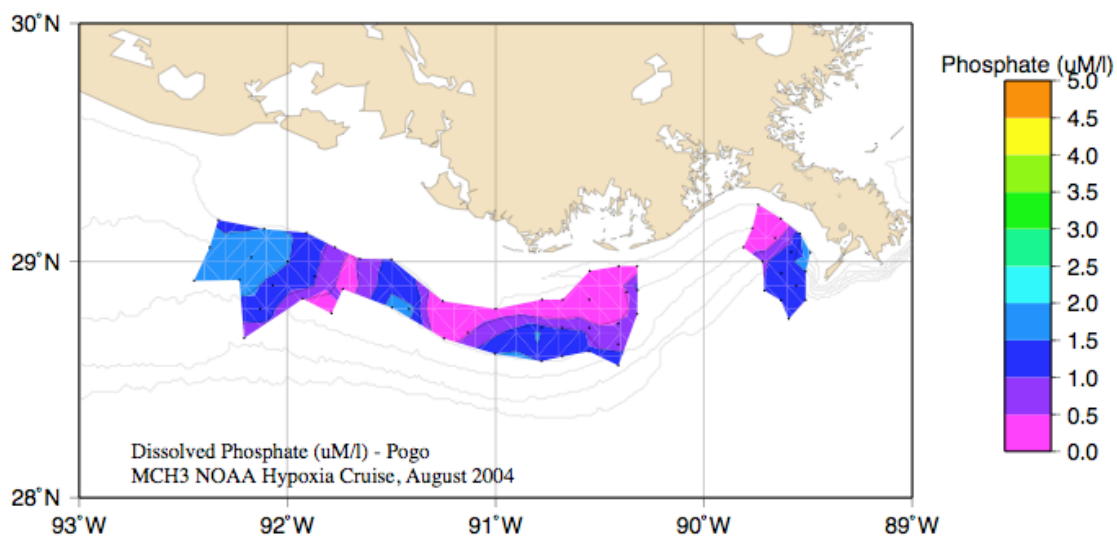 30°N
29°N
28°N
93°W
92°W
91°W
90°W
89°W
Dissolved Phosphate (uM/l) - Pogo
MCH3 NOAA Hypoxia Cruise, August 2004
Phosphate (uM/l)
5.0
4.5
4.0
3.5
3.0
2.5
2.0
1.5
1.0
0.5
0.0